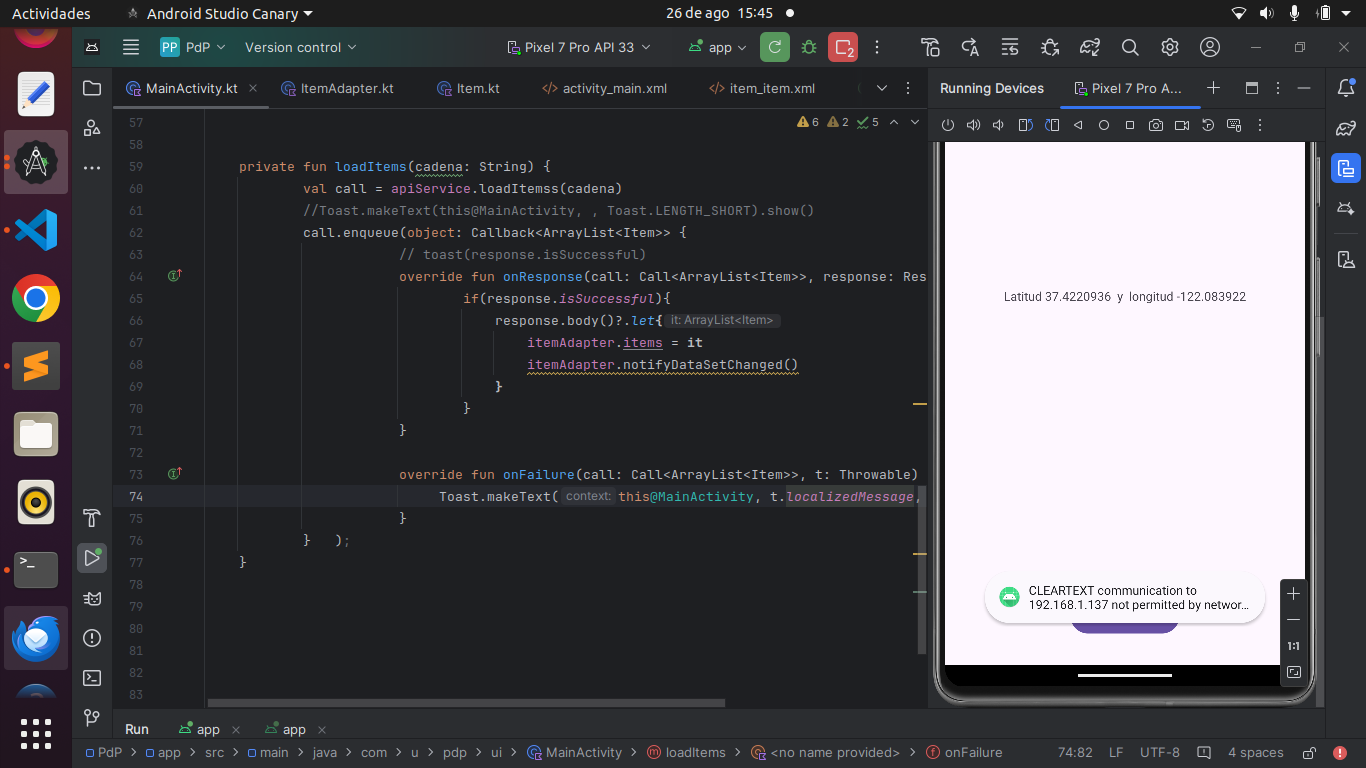 Actividades
Android Studio Canary
26 de ago 15:45
PP PdP
Version control
Pixel 7 Pro API 33
app
2
MainActivity.kt
ItemAdapter.kt
Item.kt
activity_main.xml
item_item.xml
Running Devices
Pixel 7 Pro A...
6 2 5
57
58
59 private fun loadItems(cadena: String) {
60 val call = apiService.loadItemss(cadena)
61 //Toast.makeText(this@MainActivity, , Toast.LENGTH_SHORT).show()
62 call.enqueue(object: Callback<ArrayList<Item>> {
63 // toast(response.isSuccessful)
64 override fun onResponse(call: Call<ArrayList<Item>>, response: Res
65 if(response.isSuccessful){
66 response.body()?.let{ it: ArrayList<Item>
67 itemAdapter.items = it
68 itemAdapter.notifyDataSetChanged()
69 }
70 }
71 }
72
73 override fun onFailure(call: Call<ArrayList<Item>>, t: Throwable)
74 Toast.makeText( context: this@MainActivity, t.localizedMessage,
75 }
76 } );
77 }
78
79
80
81
82
83
Latitud 37.4220936 y longitud -122.083922
CLEARTEXT communication to
192.168.1.137 not permitted by networ...
1:1
Run
app
app
PdP > app > src > main > java > com > u > pdp > ui > MainActivity > loadItems > <no name provided> > onFailure
74:82 LF UTF-8 4 spaces